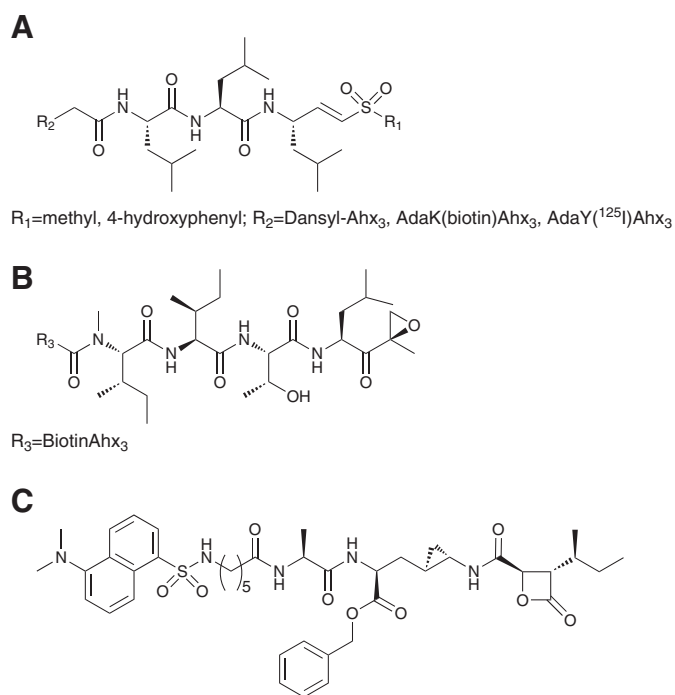 A
O O O
H H
N N S
R₂ N R₁
H
O O
R₁=methyl, 4-hydroxyphenyl; R₂=Dansyl-Ahx₃, AdaK(biotin)Ahx₃, AdaY(¹²⁵I)Ahx₃
B
O O
H H O
R₃ N N
N N
H H
O O O
OH
R₃=BiotinAhx₃
C
O O
H H
N N N
S N N
H H
O O 5
O O
O O O